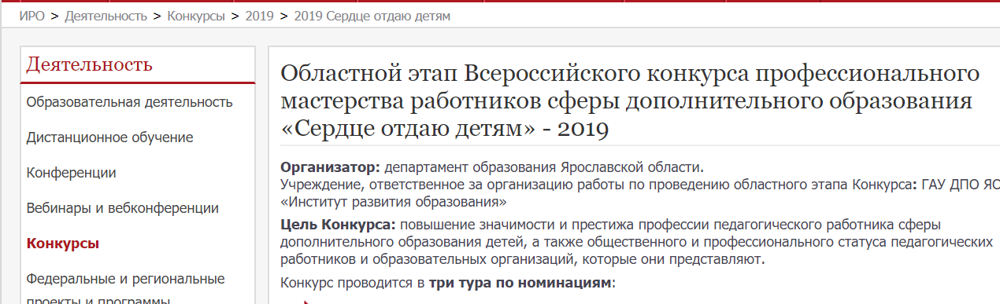 ИРО > Деятельность > Конкурсы > 2019 > 2019 Сердце отдаю детям
Деятельность
Образовательная деятельность
Дистанционное обучение
Конференции
Вебинары и вебконференции
Конкурсы
Федеральные и региональные
проекты и программы
Областной этап Всероссийского конкурса профессионального
мастерства работников сферы дополнительного образования
«Сердце отдаю детям» - 2019
Организатор: департамент образования Ярославской области.
Учреждение, ответственное за организацию работы по проведению областного этапа Конкурса: ГАУ ДПО ЯО
«Институт развития образования»
Цель Конкурса: повышение значимости и престижа профессии педагогического работника сферы
дополнительного образования детей, а также общественного и профессионального статуса педагогических
работников и образовательных организаций, которые они представляют.
Конкурс проводится в три тура по номинациям: